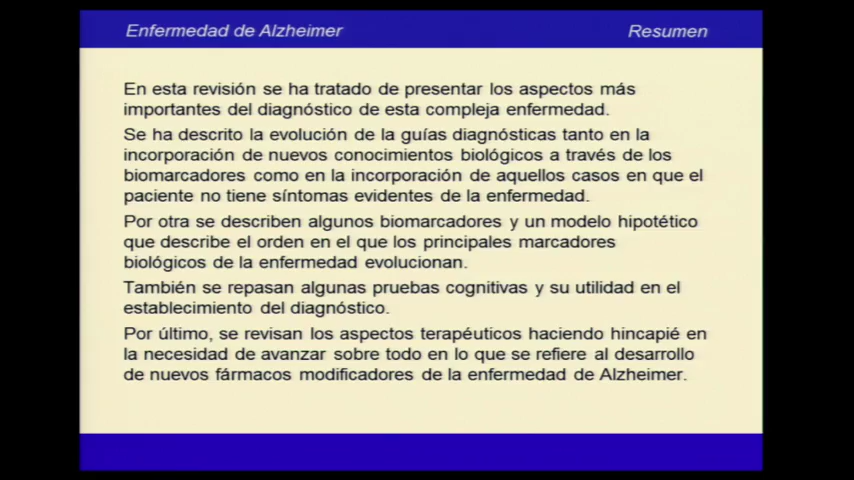 Enfermedad de Alzheimer
Resumen
En esta revisión se ha tratado de presentar los aspectos más
importantes del diagnóstico de esta compleja enfermedad.
Se ha descrito la evolución de la guías diagnósticas tanto en la
incorporación de nuevos conocimientos biológicos a través de los
biomarcadores como en la incorporación de aquellos casos en que el
paciente no tiene síntomas evidentes de la enfermedad.
Por otra se describen algunos biomarcadores y un modelo hipotético
que describe el orden en el que los principales marcadores
biológicos de la enfermedad evolucionan.
También se repasan algunas pruebas cognitivas y su utilidad en el
establecimiento del diagnóstico.
Por último, se revisan los aspectos terapéuticos haciendo hincapié en
la necesidad de avanzar sobre todo en lo que se refiere al desarrollo
de nuevos fármacos modificadores de la enfermedad de Alzheimer.